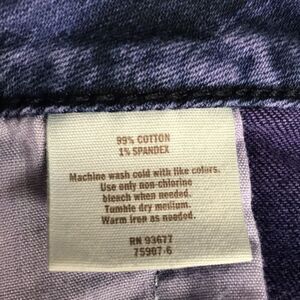 99% COTTON
1% SPANDEX
Machine wash cold with like colors.
Use only non-chlorine
bleach when needed.
Tumble dry medium.
Warm iron as needed.
RN 93677
75907-6